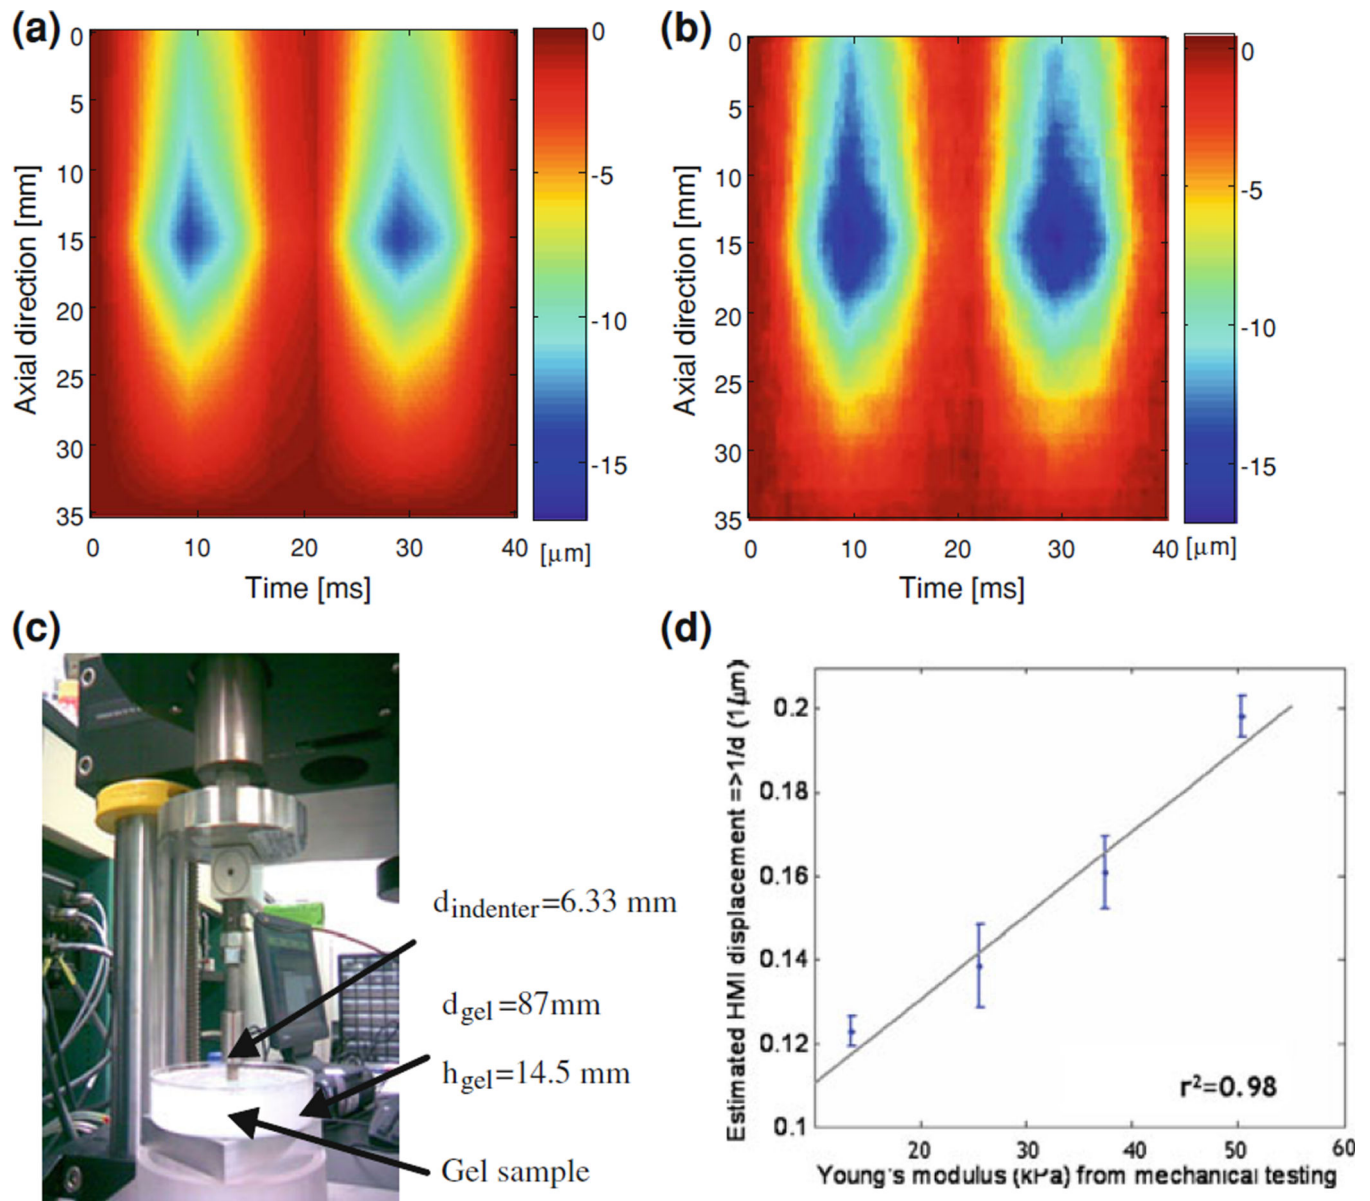 (a)
0
5
10
15
20
25
30
35
Axial direction [mm]
0
10
20
30
40
Time [ms]
0
-5
-10
-15
[μm]
(b)
0
5
10
15
20
25
30
35
Axial direction [mm]
0
10
20
30
40
Time [ms]
0
-5
-10
-15
[μm]
(c)
dindenter=6.33 mm
dgel=87mm
hgel=14.5 mm
Gel sample
(d)
Estimated HMI displacement =>1/d (1/μm)
0.2
0.18
0.16
0.14
0.12
0.1
r²=0.98
20
30
40
50
60
Young's modulus (kPa) from mechanical testing